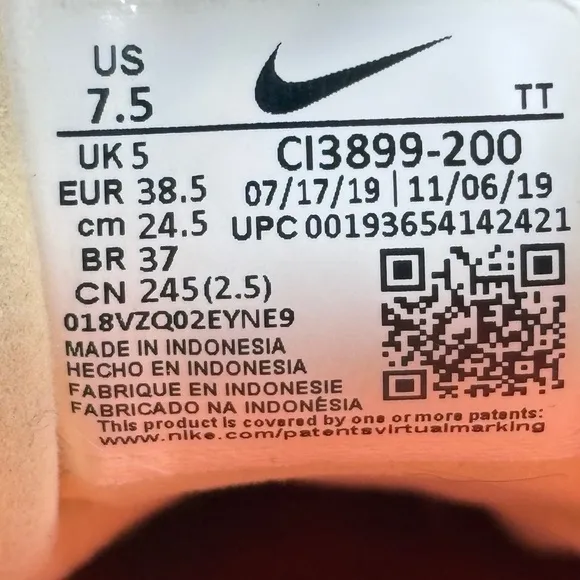 US
7.5
TT
UK 5
CI3899-200
EUR 38.5
07/17/19 | 11/06/19
cm 24.5
UPC 00193654142421
BR 37
CN 245(2.5)
018VZQ02EYNE9
MADE IN INDONESIA
HECHO EN INDONESIA
FABRIQUE EN INDONESIE
FABRICADO NA INDONÉSIA
This product is covered by one or more patents:
www.nike.com/patentsvirtualmarking